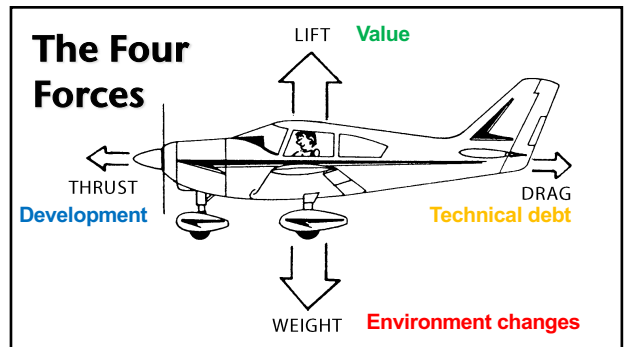 The Four
Forces
LIFT Value
THRUST
Development
DRAG
Technical debt
WEIGHT Environment changes